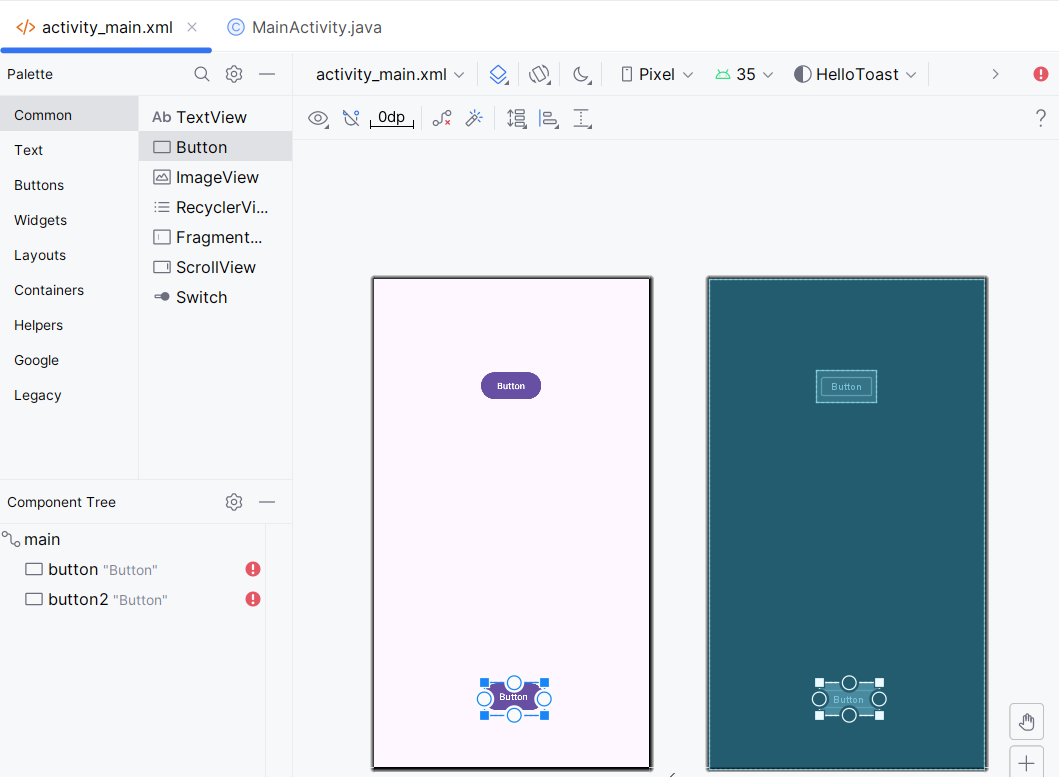 activity_main.xml
MainActivity.java
Palette
activity_main.xml
Pixel
35
HelloToast
0dp
?
Common
Text
Buttons
Widgets
Layouts
Containers
Helpers
Google
Legacy
Ab TextView
Button
ImageView
RecyclerVi...
Fragment...
ScrollView
Switch
Component Tree
main
button "Button"
button2 "Button"
Button
Button
Button
Button